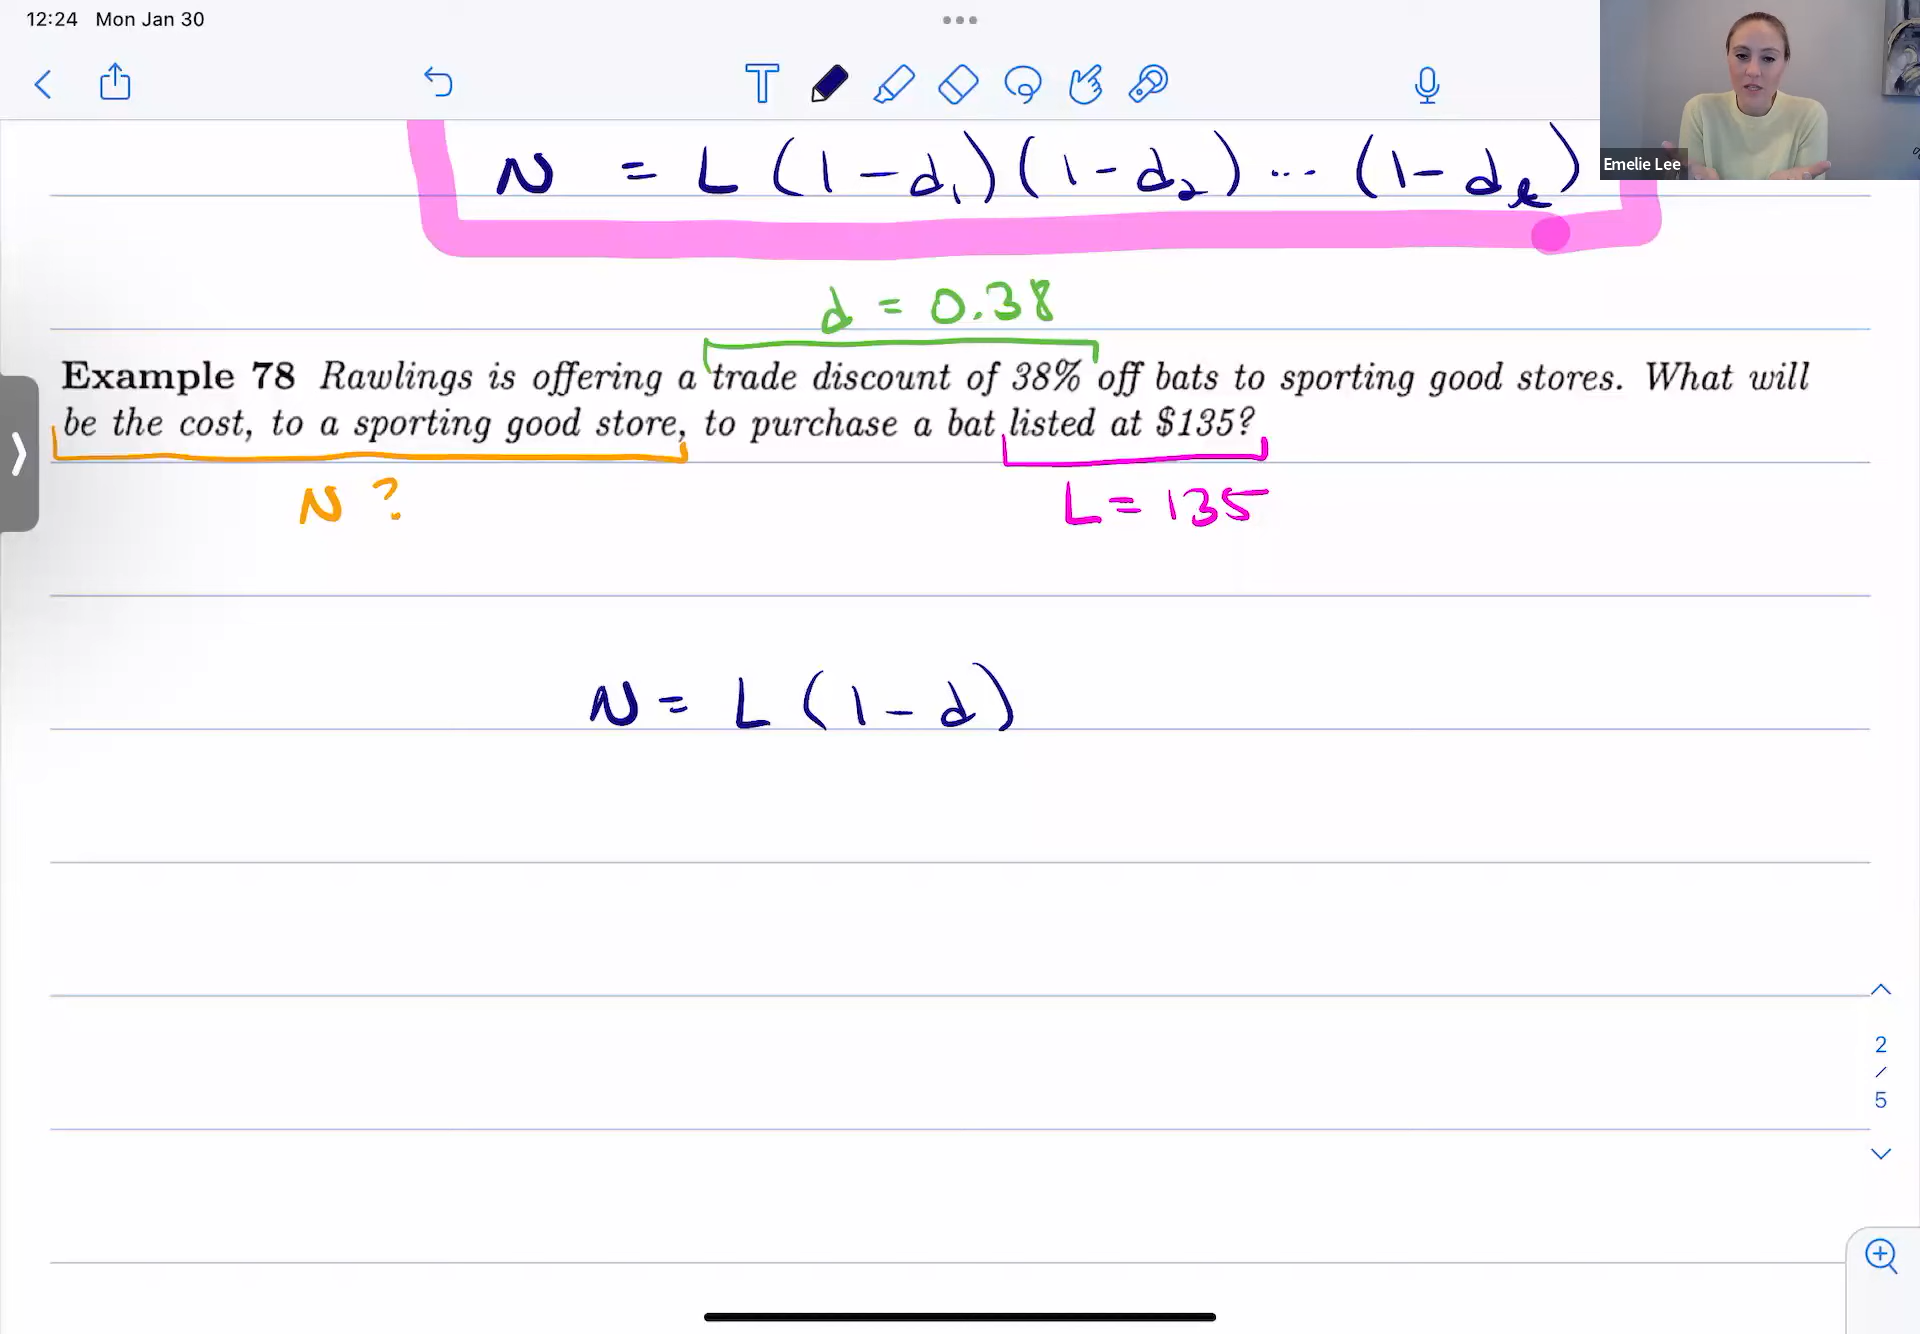 12:24 Mon Jan 30
T
Emelie Lee
N = L (1-d₁)(1-d₂) ... (1-dₖ)
d = 0.38
Example 78 Rawlings is offering a trade discount of 38% off bats to sporting good stores. What will
be the cost, to a sporting good store, to purchase a bat listed at $135?
N ?
L = 135
N = L (1-d)
2
/
5